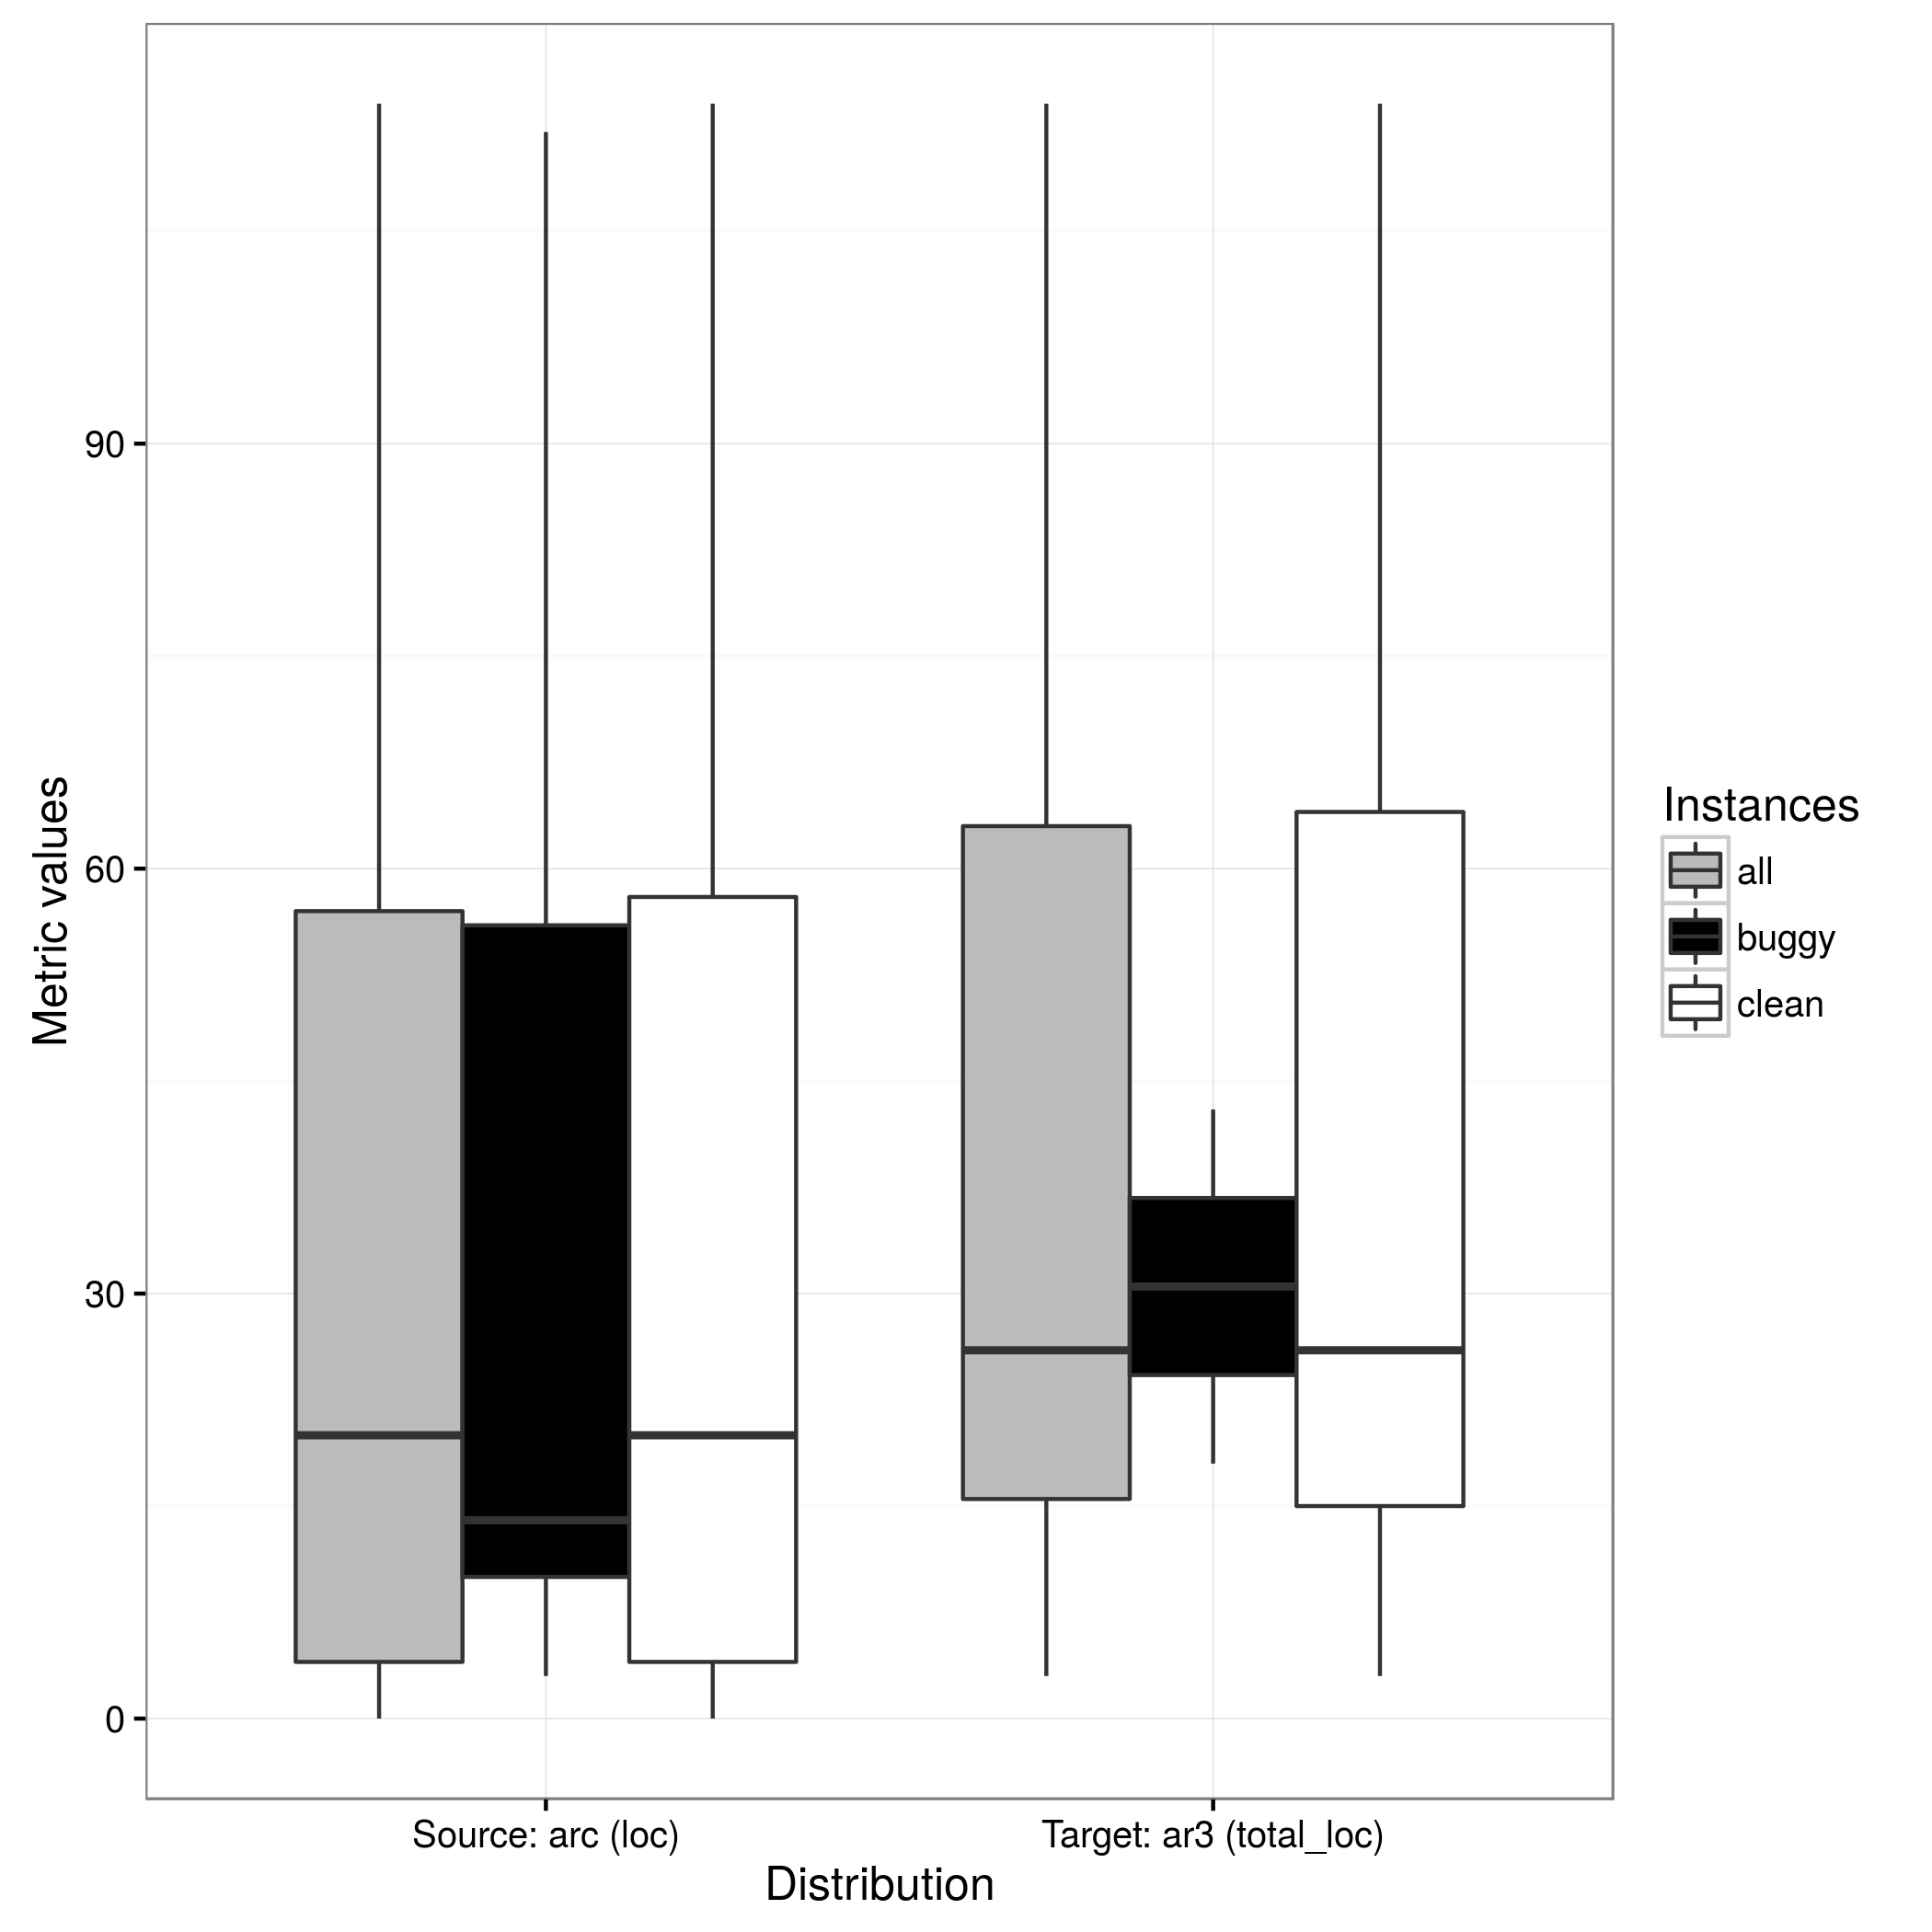 Metric values
90
60
30
0
Source: arc (loc)
Target: ar3 (total_loc)
Distribution
Instances
all
buggy
clean